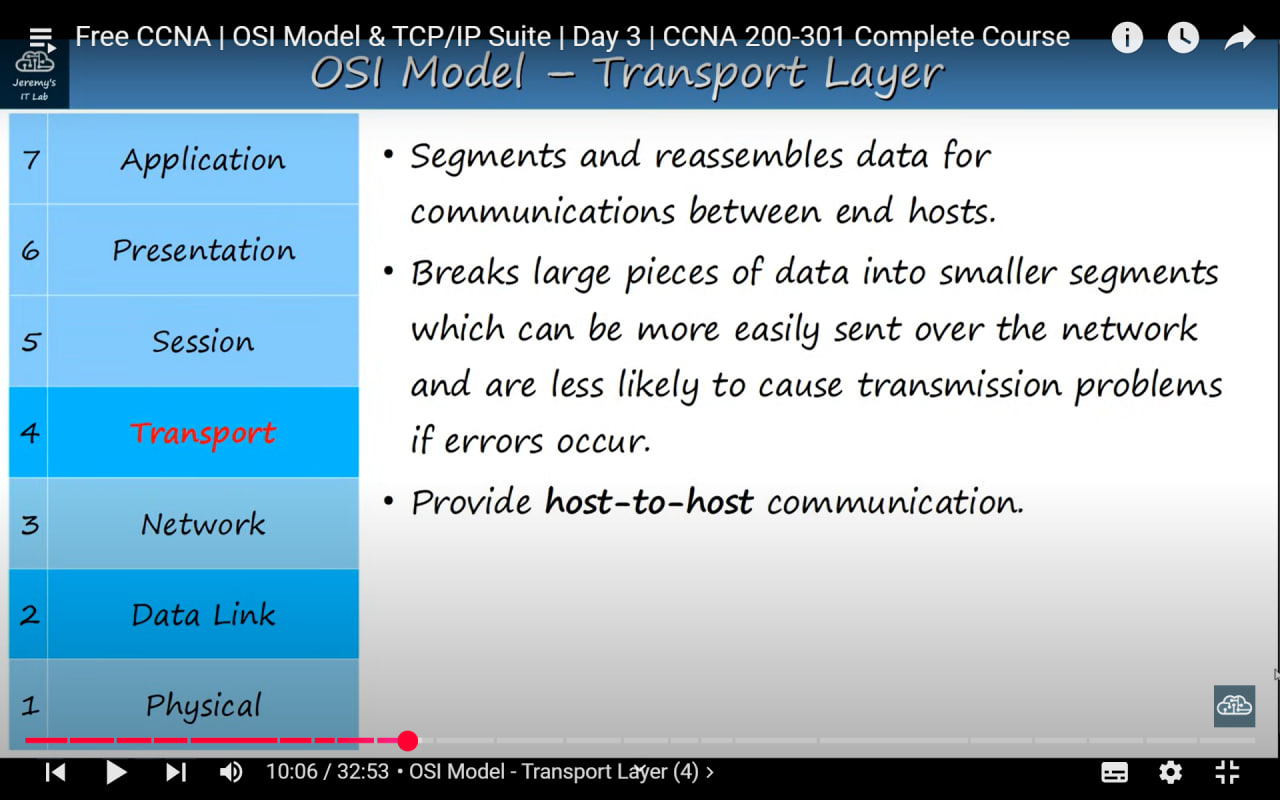 Free CCNA | OSI Model & TCP/IP Suite | Day 3 | CCNA 200-301 Complete Course
Jeremy's
IT Lab
OSI Model – Transport Layer
7 Application
6 Presentation
5 Session
4 Transport
3 Network
2 Data Link
1 Physical
• Segments and reassembles data for
communications between end hosts.
• Breaks large pieces of data into smaller segments
which can be more easily sent over the network
and are less likely to cause transmission problems
if errors occur.
• Provide host-to-host communication.
10:06 / 32:53 • OSI Model - Transport Layer (4) >